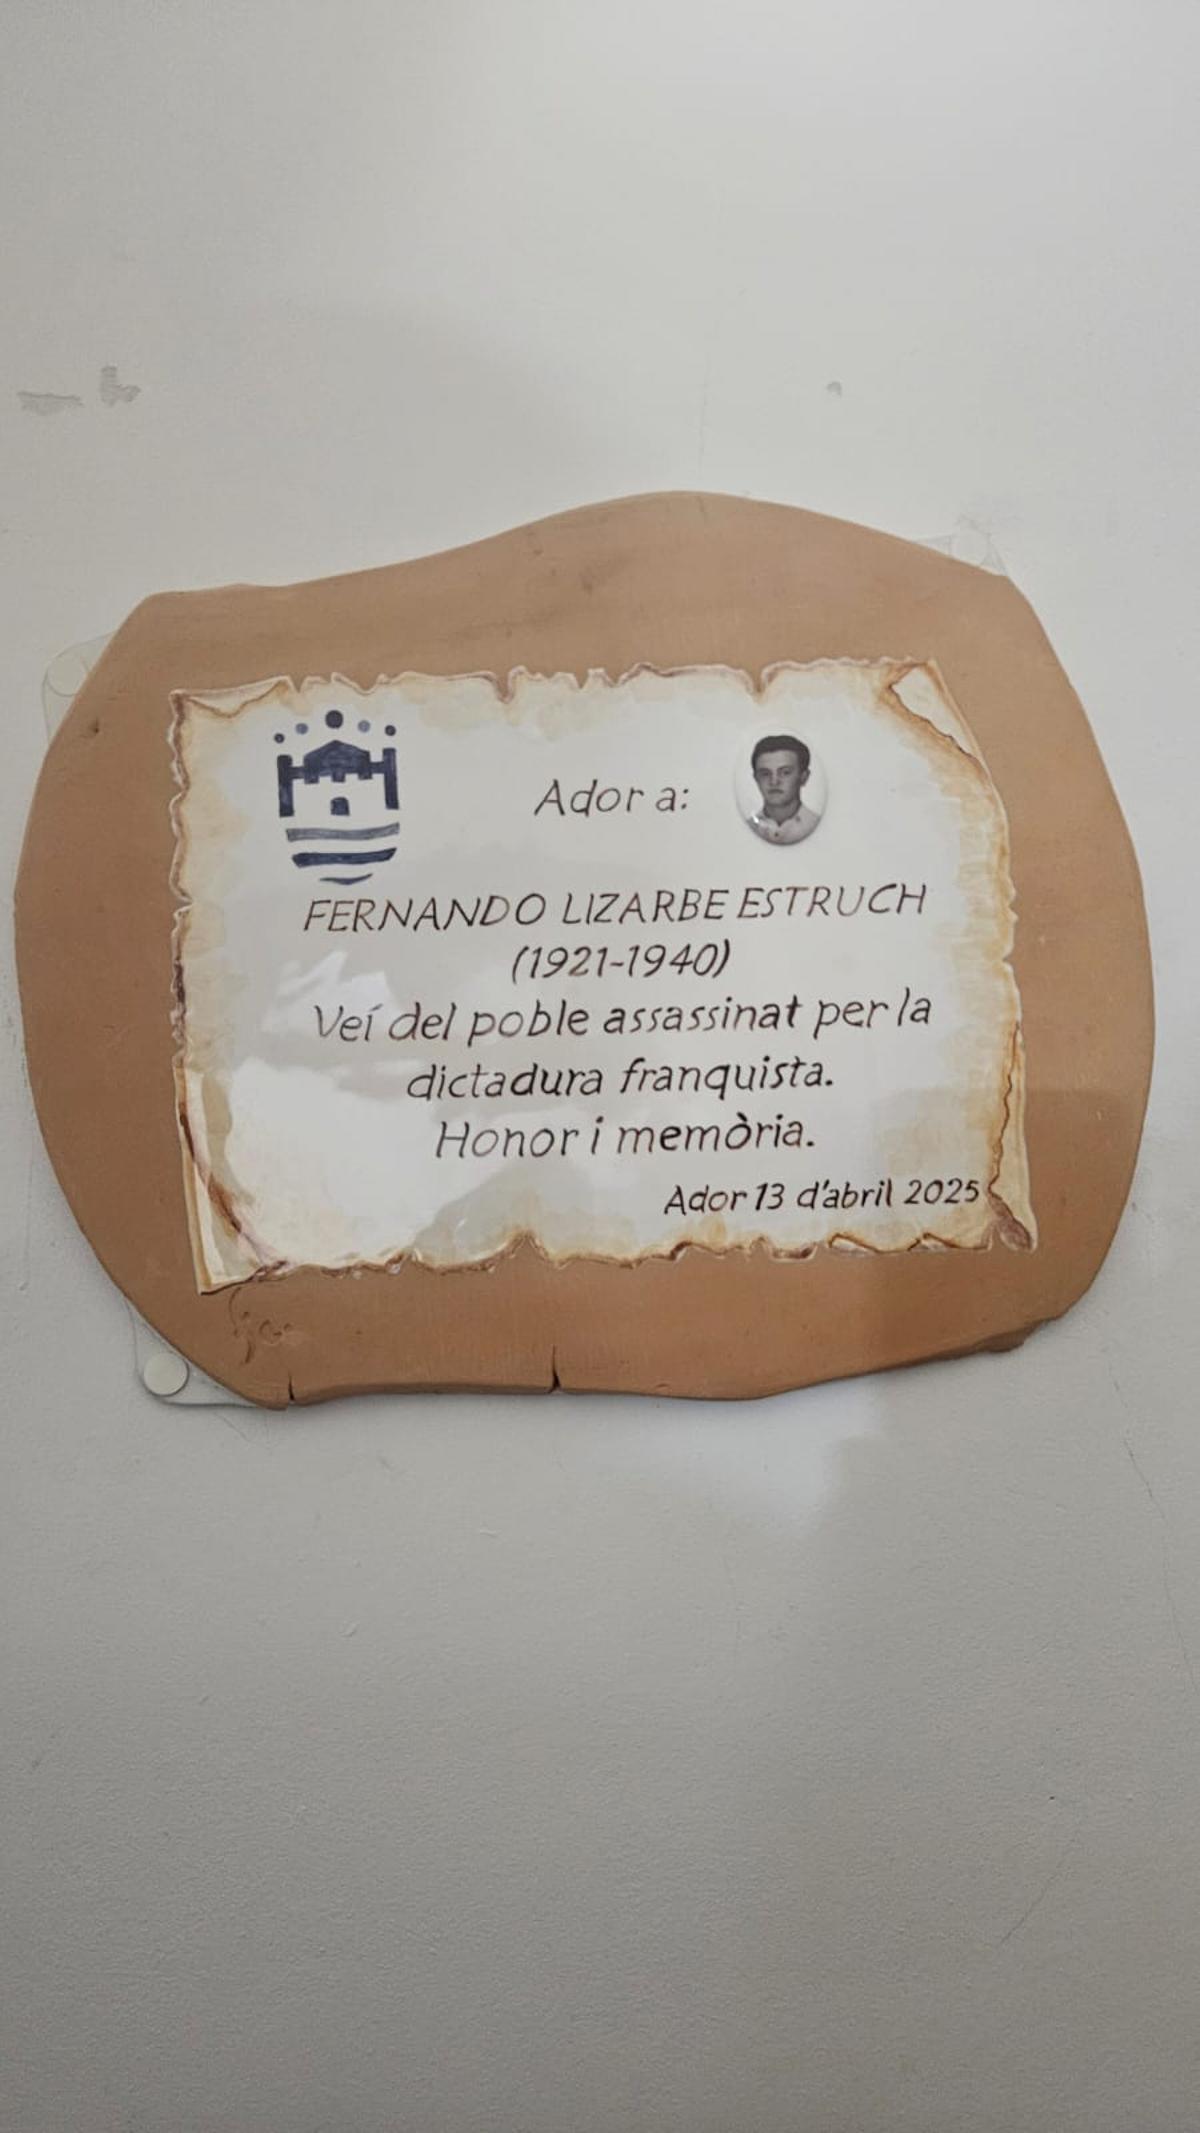 Ador a:
FERNANDO LIZARBE ESTRUCH
(1921-1940)
Veí del poble assassinat per la
dictadura franquista.
Honor i memòria.
Ador 13 d'abril 2025